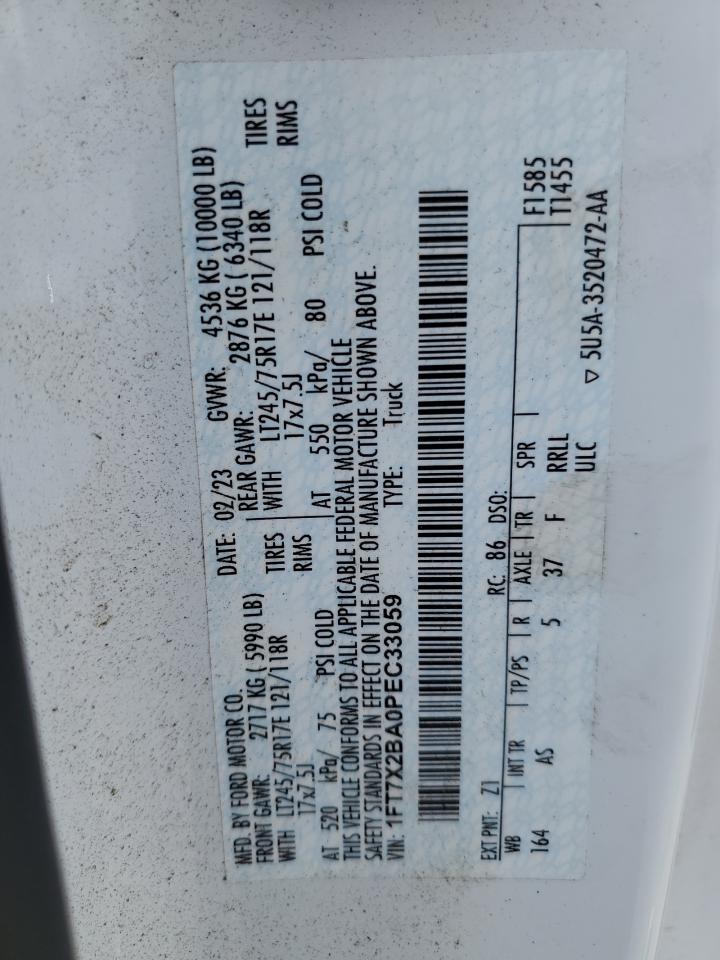 MFD. BY FORD MOTOR CO.
DATE: 02/23 GVWR: 4536 KG (10000 LB)
FRONT GAWR: 2717 KG ( 5990 LB) REAR GAWR: 2876 KG ( 6340 LB)
WITH LT245/75R17E 121/118R TIRES WITH LT245/75R17E 121/118R TIRES
17x7.5J RIMS 17x7.5J RIMS
AT 520 kPa/ 75 PSI COLD AT 550 kPa/ 80 PSI COLD
THIS VEHICLE CONFORMS TO ALL APPLICABLE FEDERAL MOTOR VEHICLE
SAFETY STANDARDS IN EFFECT ON THE DATE OF MANUFACTURE SHOWN ABOVE.
VIN: 1FT7X2BA0PEC33059 TYPE: Truck
EXT PNT: Z1 RC: 86 DSO:
WB INT TR TP/PS R AXLE TR SPR F1585
164 AS 5 37 F RRLL T1455
ULC
▽ 5U5A-3520472-AA